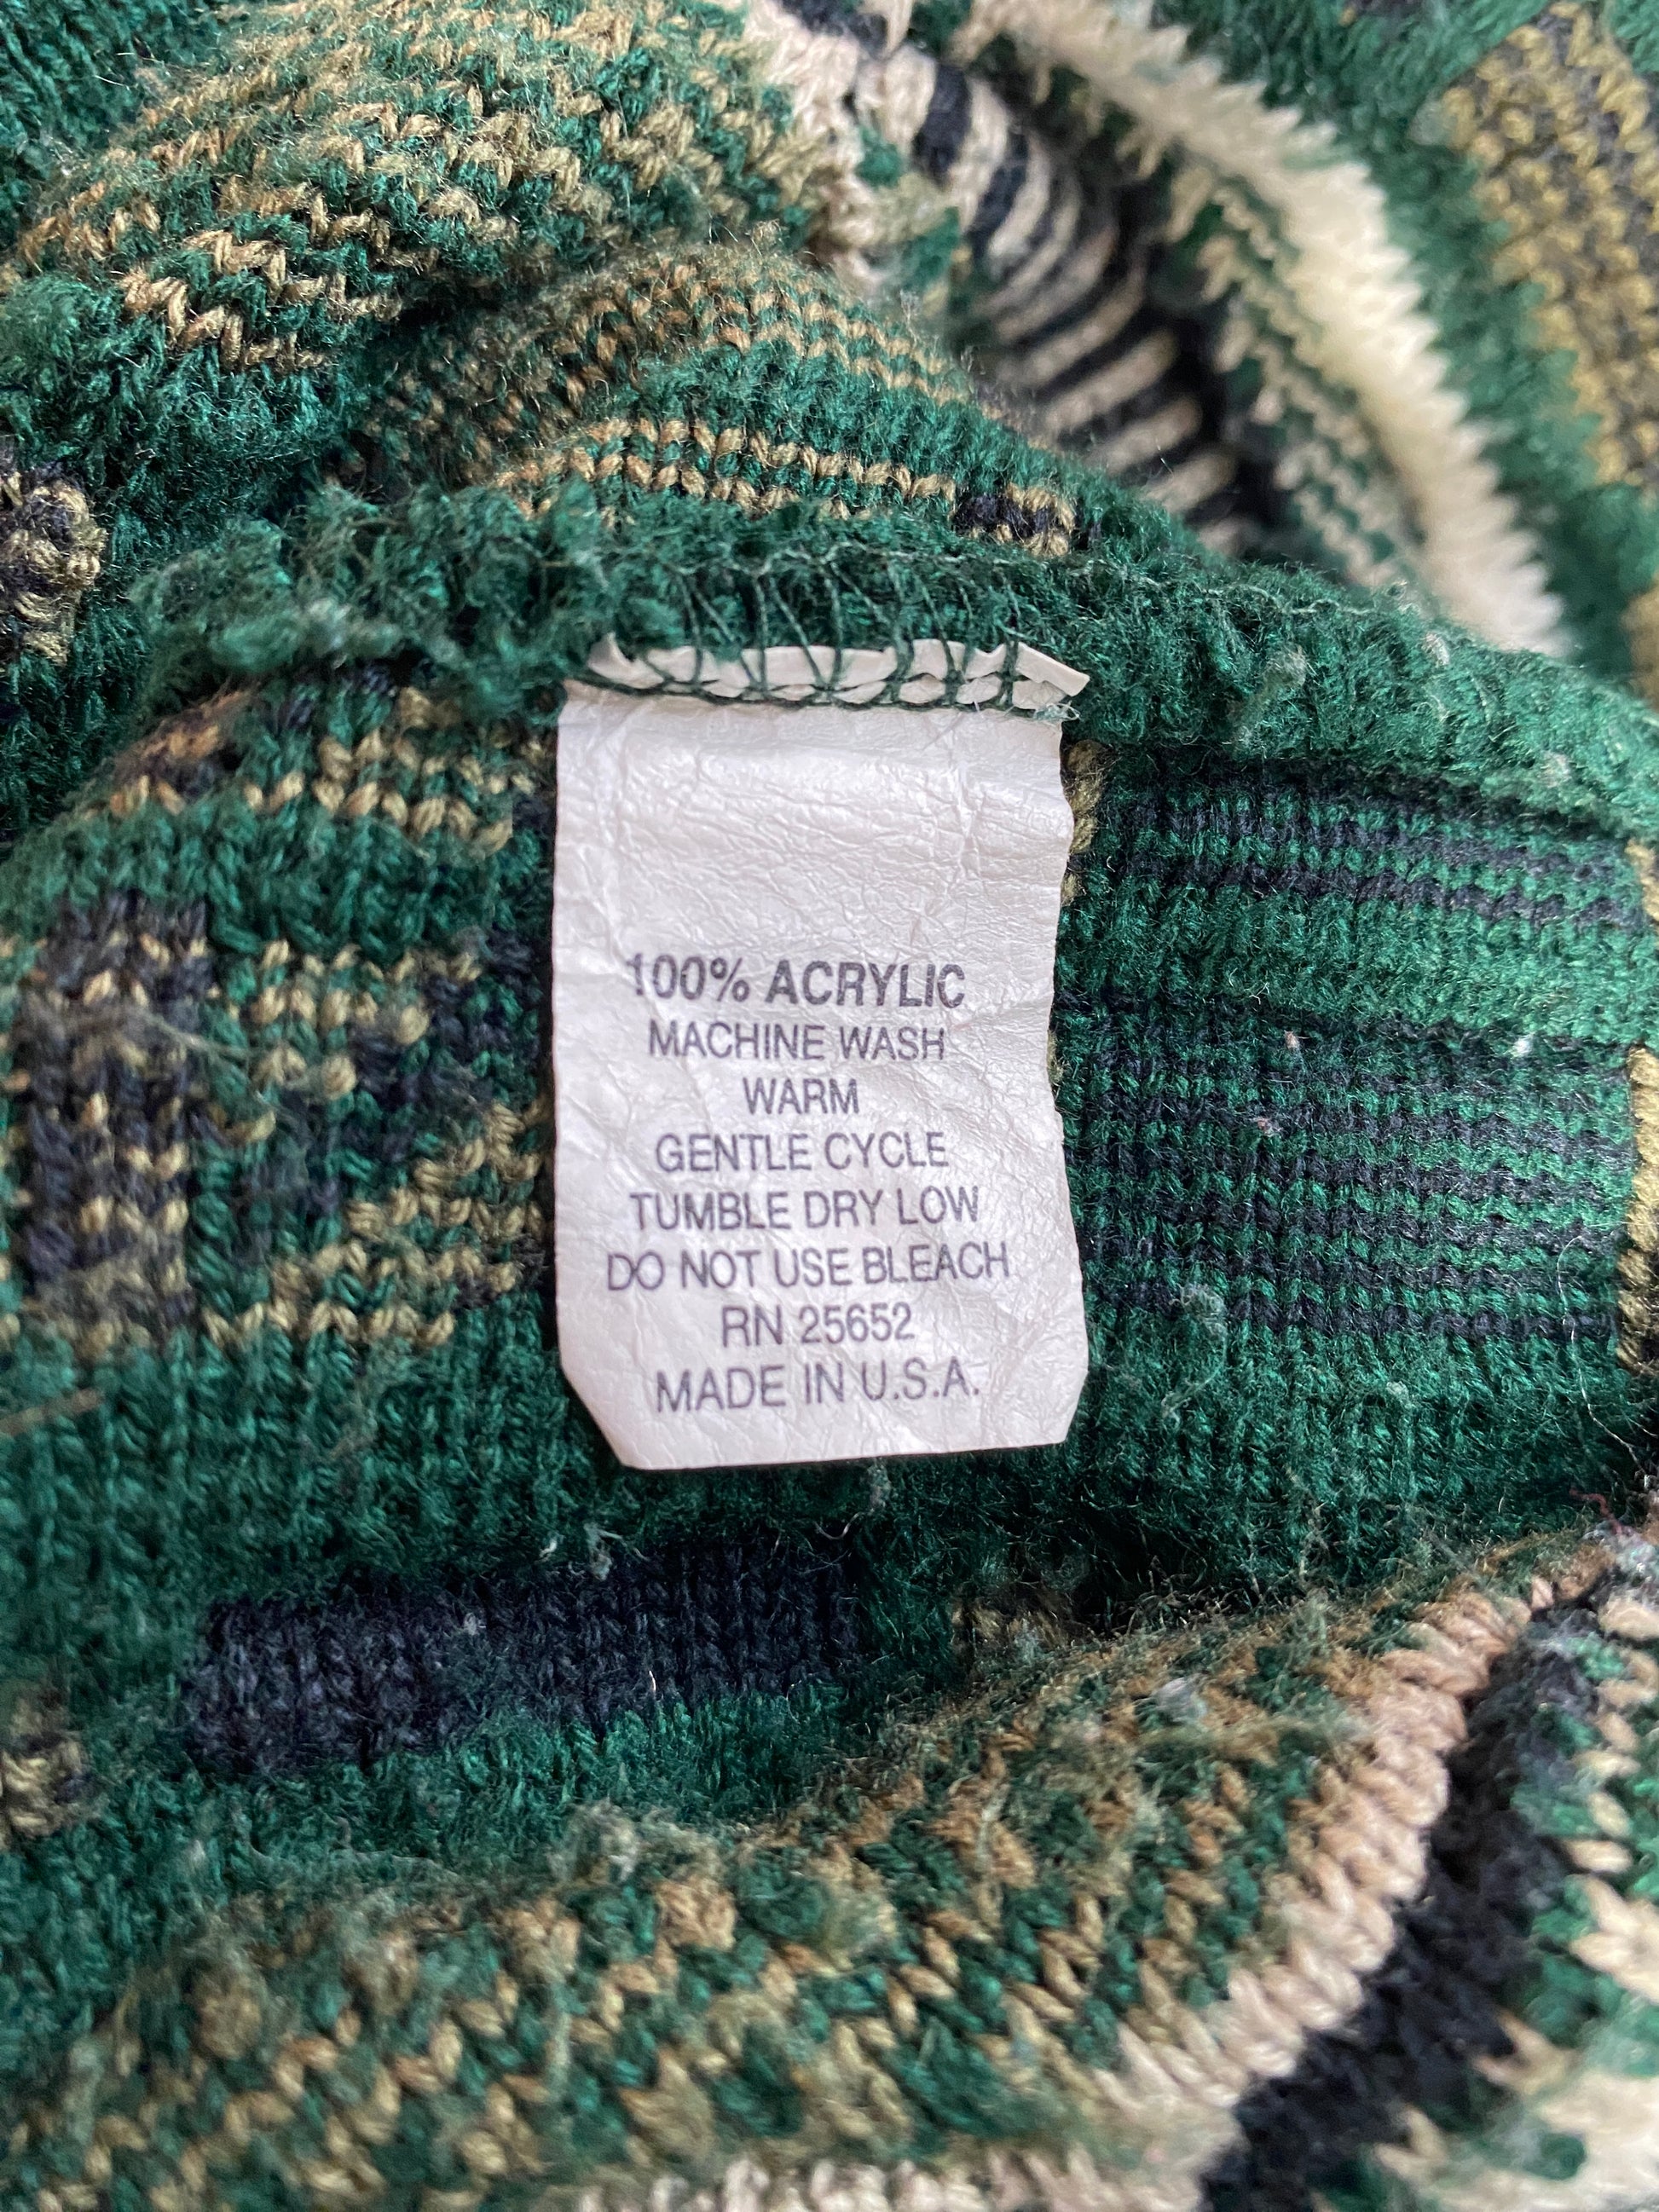 100% ACRYLIC
MACHINE WASH
WARM
GENTLE CYCLE
TUMBLE DRY LOW
DO NOT USE BLEACH
RN 25652
MADE IN U.S.A.